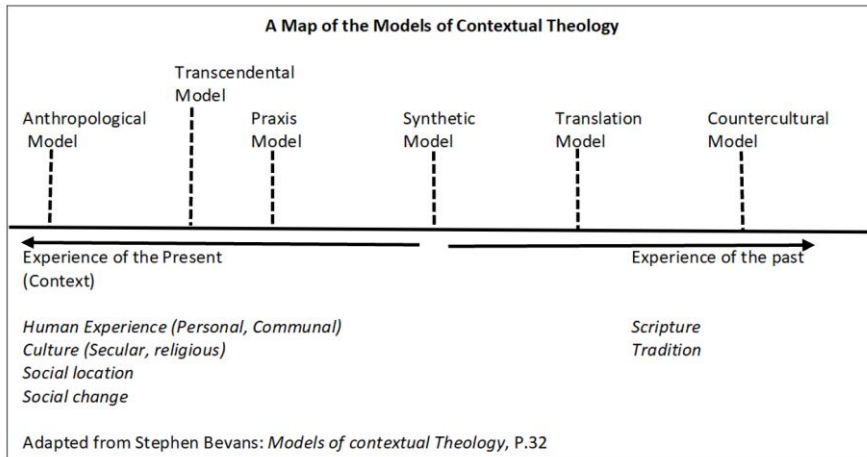 A Map of the Models of Contextual Theology
Transcendental
Model
Anthropological
Model
Praxis
Model
Synthetic
Model
Translation
Model
Countercultural
Model
Experience of the Present
(Context)
Experience of the past
Human Experience (Personal, Communal)
Culture (Secular, religious)
Social location
Social change
Scripture
Tradition
Adapted from Stephen Bevans: Models of contextual Theology, P.32